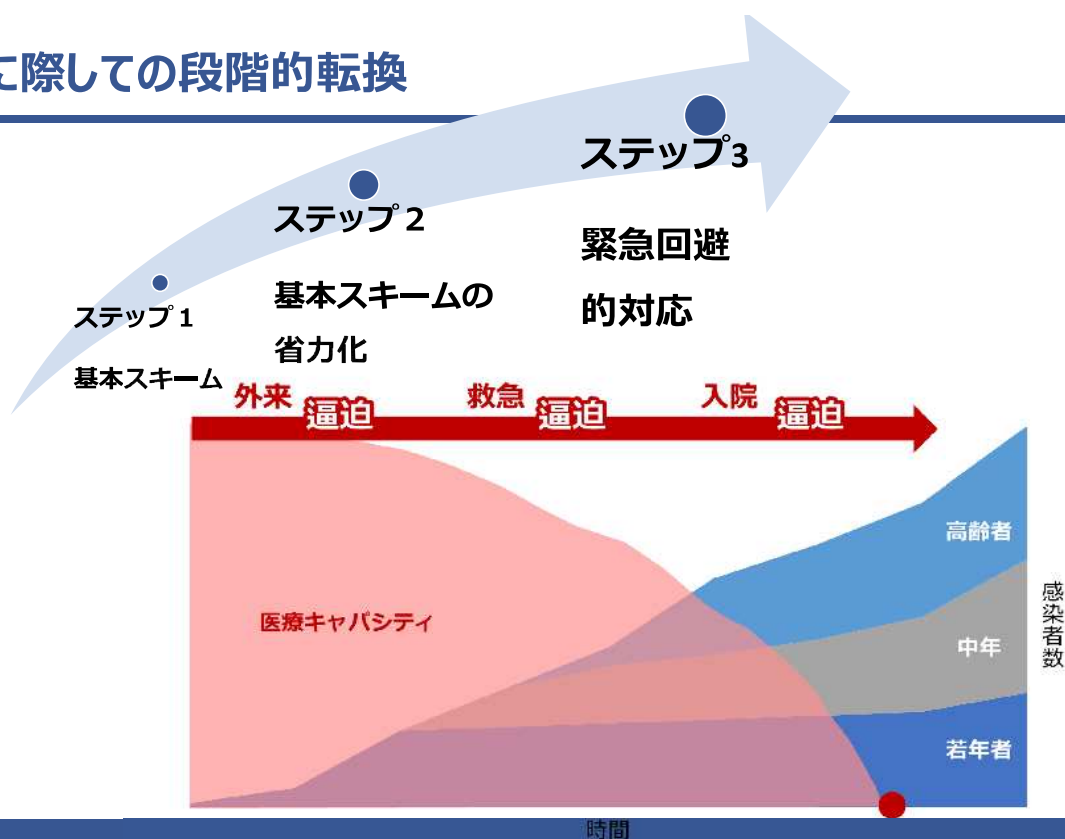 に際しての段階的転換
ステップ3
緊急回避
的対応
ステップ２
基本スキームの
省力化
ステップ１
基本スキーム
外来 逼迫 救急 逼迫 入院 逼迫
高齢者
中年
若年者
医療キャパシティ
感染者数
時間